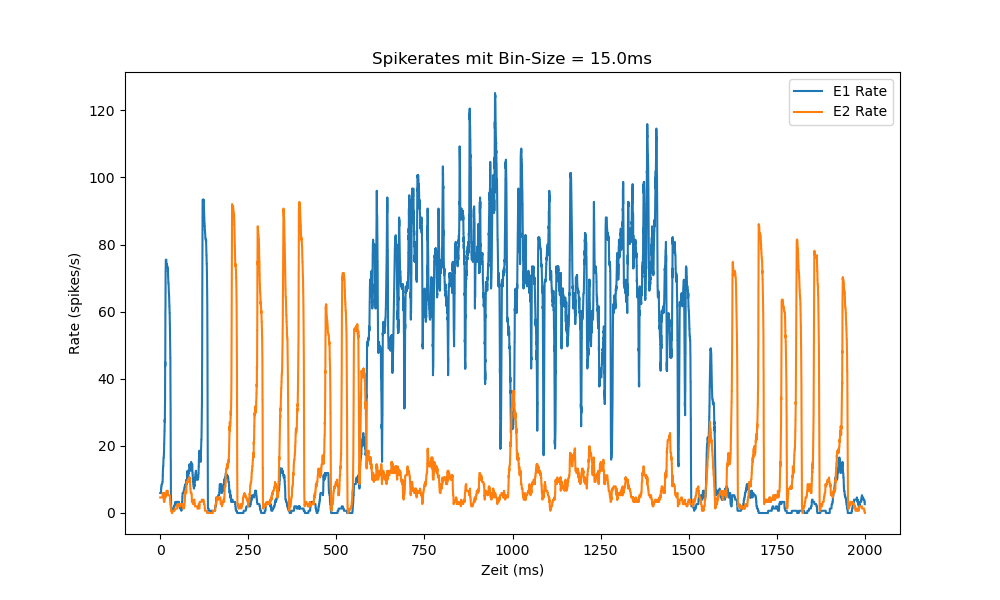 Spikerates mit Bin-Size = 15.0ms
E1 Rate
E2 Rate
120
100
80
60
40
20
0
Rate (spikes/s)
0 250 500 750 1000 1250 1500 1750 2000
Zeit (ms)